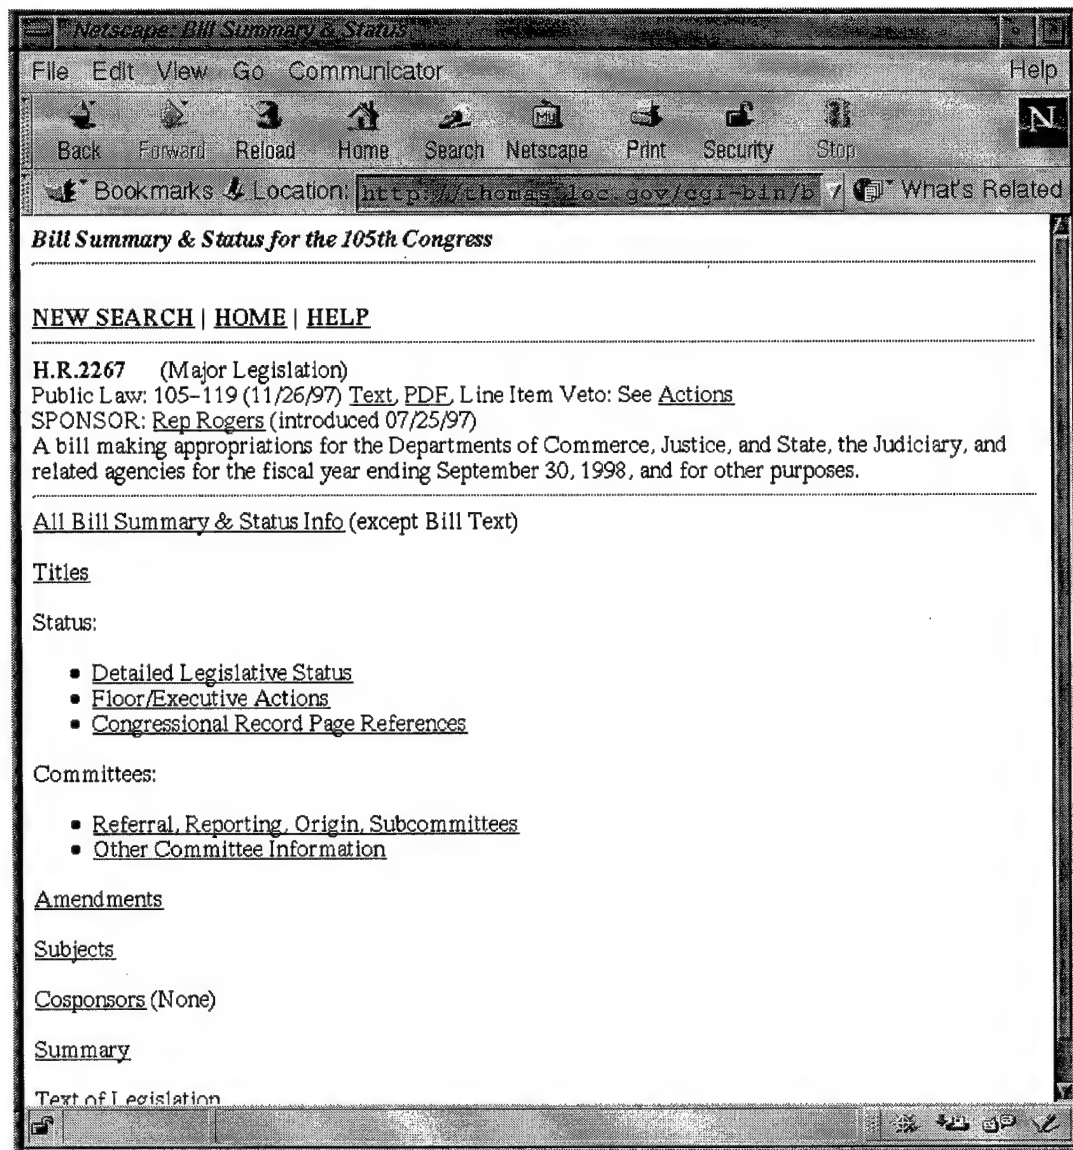 Netscape: Bill Summary & Status
File Edit View Go Communicator Help
Back Forward Reload Home Search Netscape Print Security Stop
My
N
Bookmarks Location: http://thomas.loc.gov/cgi-bin/b What's Related
Bill Summary & Status for the 105th Congress
NEW SEARCH | HOME | HELP
H.R.2267 (Major Legislation)
Public Law: 105-119 (11/26/97) Text, PDF, Line Item Veto: See Actions
SPONSOR: Rep Rogers (introduced 07/25/97)
A bill making appropriations for the Departments of Commerce, Justice, and State, the Judiciary, and
related agencies for the fiscal year ending September 30, 1998, and for other purposes.
All Bill Summary & Status Info (except Bill Text)
Titles
Status:
• Detailed Legislative Status
• Floor/Executive Actions
• Congressional Record Page References
Committees:
• Referral, Reporting, Origin, Subcommittees
• Other Committee Information
Amendments
Subjects
Cosponsors (None)
Summary
Text of Legislation